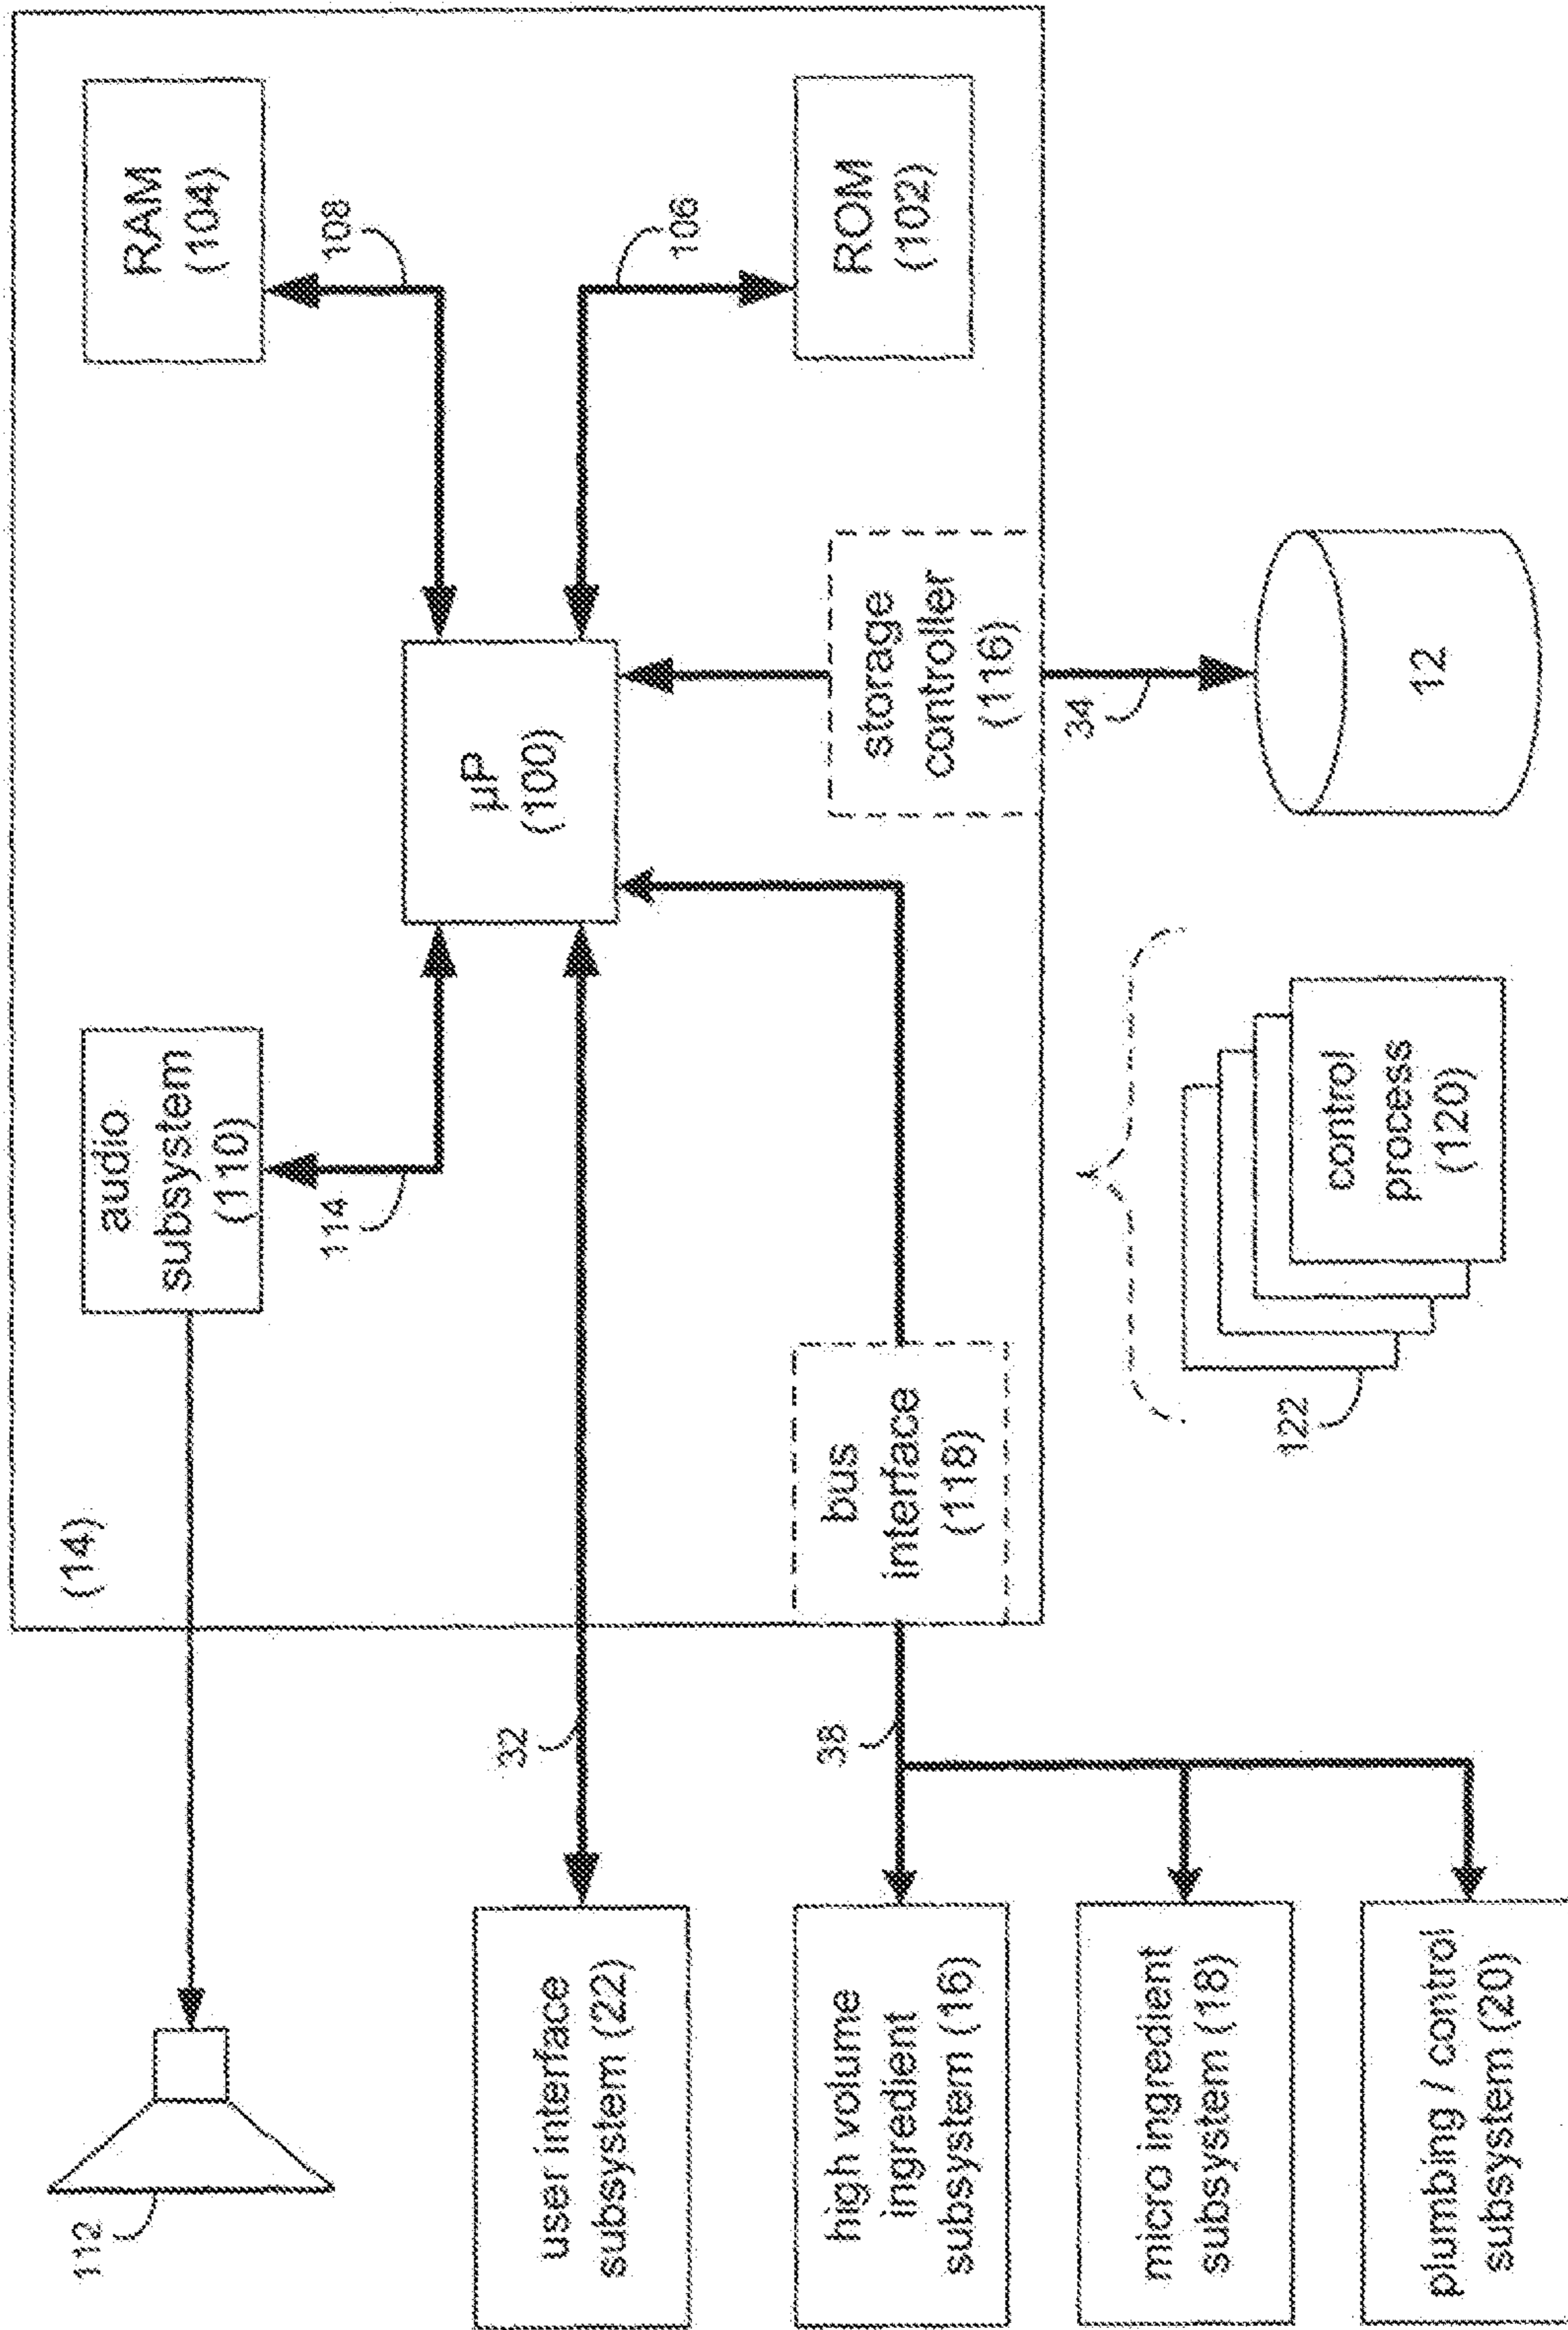 112
user interface
subsystem (22)
high volume
ingredient
subsystem (16)
micro ingredient
subsystem (18)
plumbing / control
subsystem (20)
32
38
(14)
audio
subsystem
(110)
114
bus
interface
(118)
122
control
process
(120)
µP
(100)
storage
controller
(116)
34
12
RAM
(104)
108
106
ROM
(102)